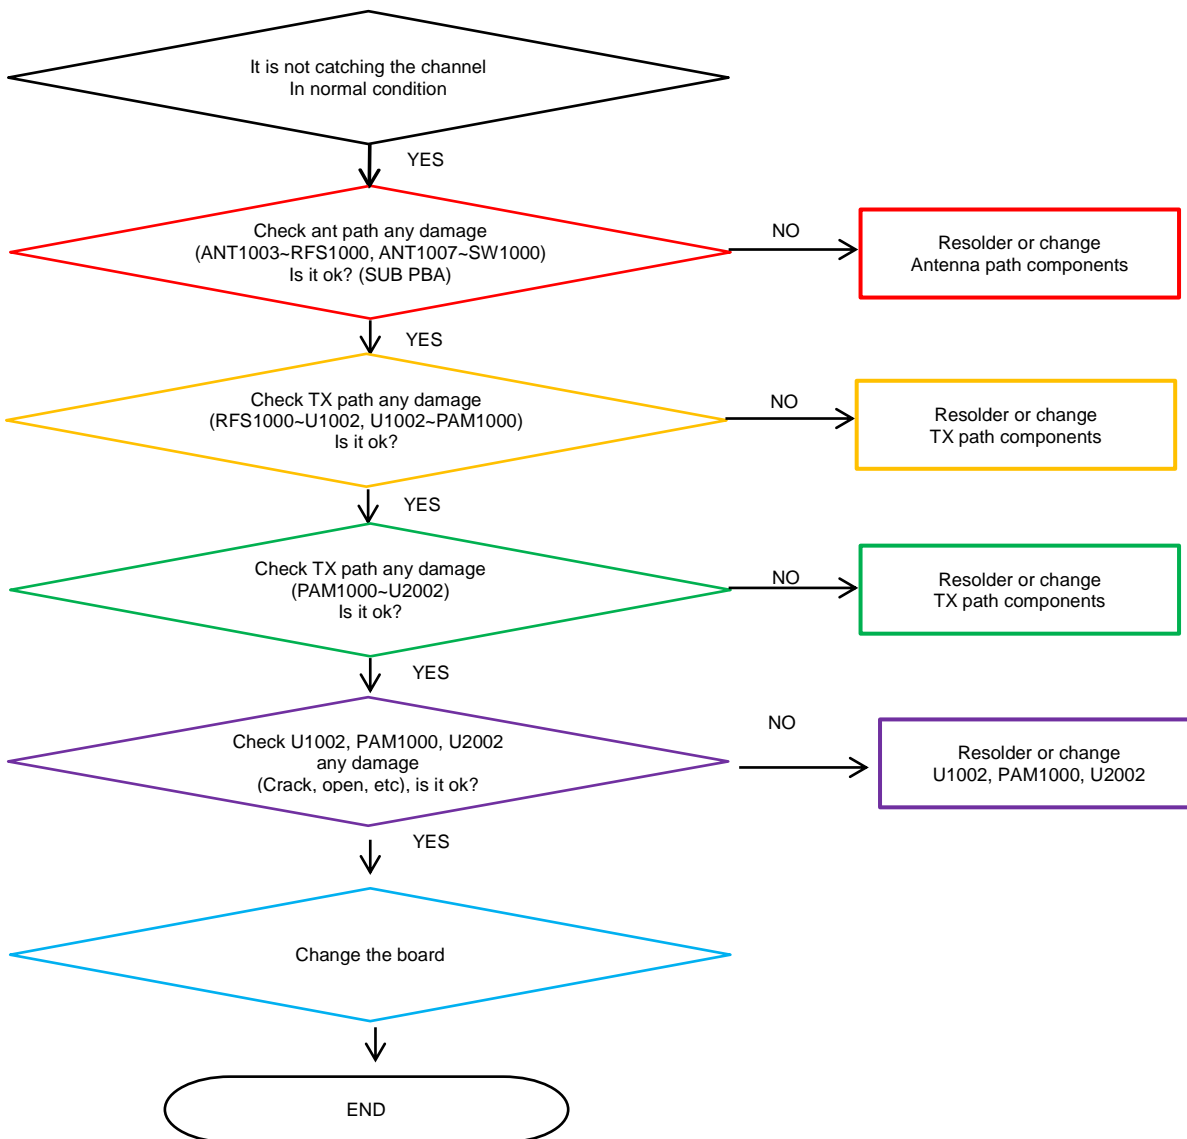 It is not catching the channel
In normal condition
YES
Check ant path any damage
(ANT1003~RFS1000, ANT1007~SW1000)
Is it ok? (SUB PBA)
NO
Resolder or change
Antenna path components
YES
Check TX path any damage
(RFS1000~U1002, U1002~PAM1000)
Is it ok?
NO
Resolder or change
TX path components
YES
Check TX path any damage
(PAM1000~U2002)
Is it ok?
NO
Resolder or change
TX path components
YES
Check U1002, PAM1000, U2002
any damage
(Crack, open, etc), is it ok?
NO
Resolder or change
U1002, PAM1000, U2002
YES
Change the board
END